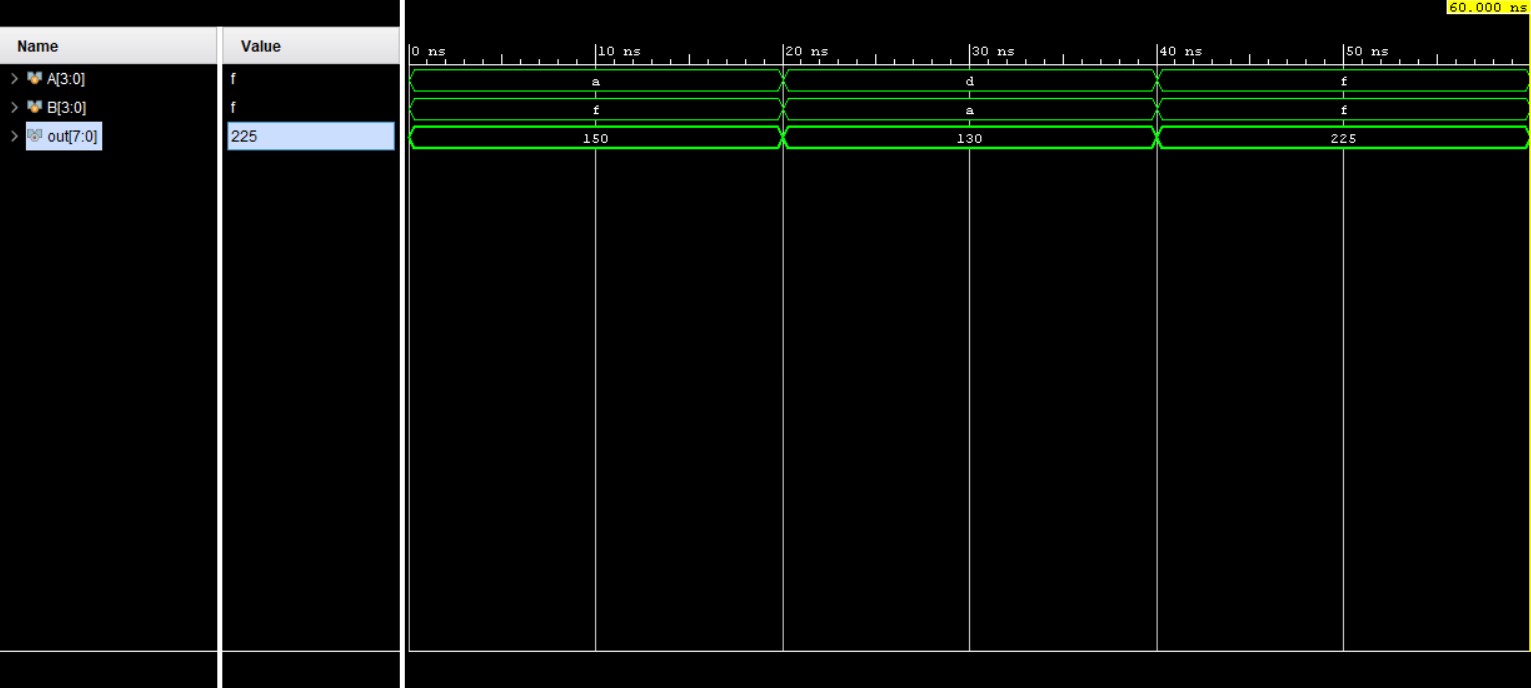 60.000 ns
Name Value 0 ns 10 ns 20 ns 30 ns 40 ns 50 ns
A[3:0] f a d f
B[3:0] f f a f
out[7:0] 225 150 130 225